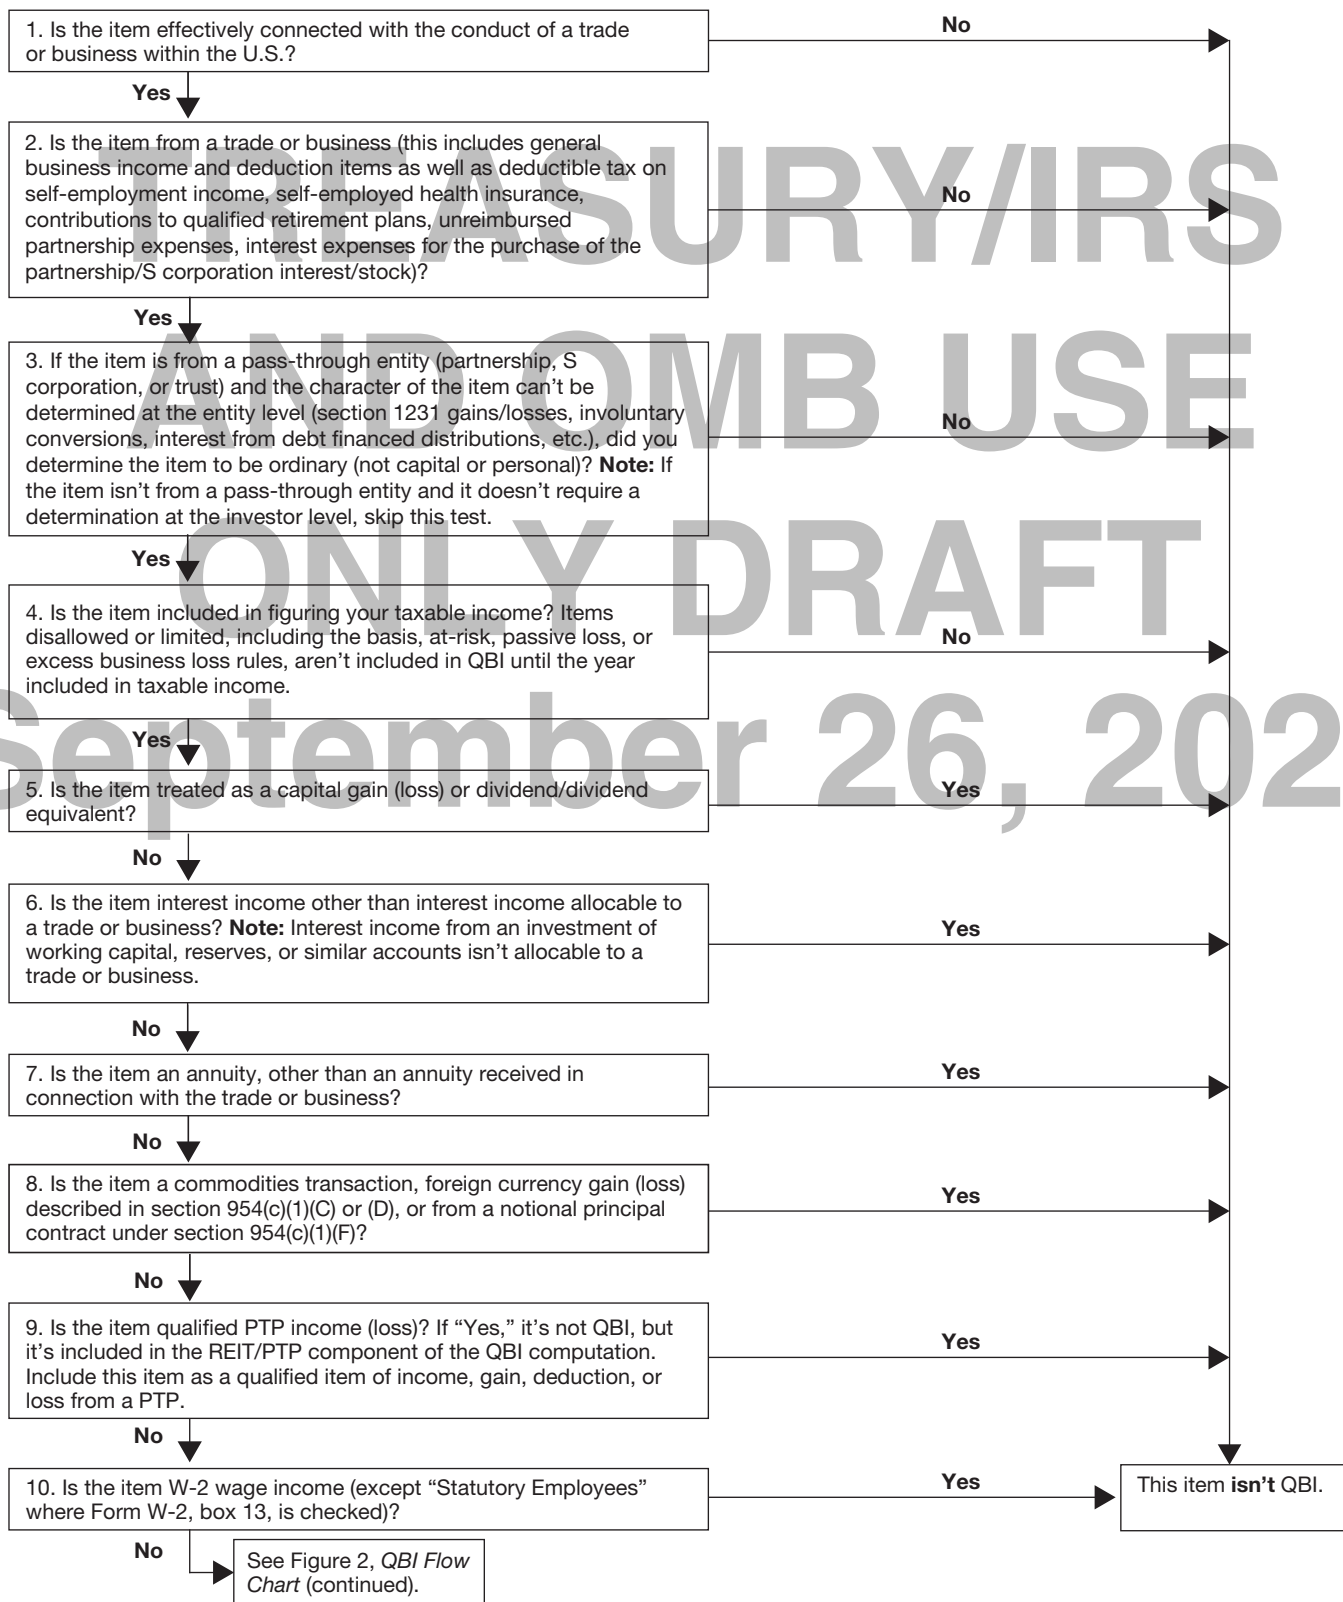 1. Is the item effectively connected with the conduct of a trade
or business within the U.S.?
No
Yes
2. Is the item from a trade or business (this includes general
business income and deduction items as well as deductible tax on
self-employment income, self-employed health insurance,
contributions to qualified retirement plans, unreimbursed
partnership expenses, interest expenses for the purchase of the
partnership/S corporation interest/stock)?
No
Yes
3. If the item is from a pass-through entity (partnership, S
corporation, or trust) and the character of the item can't be
determined at the entity level (section 1231 gains/losses, involuntary
conversions, interest from debt financed distributions, etc.), did you
determine the item to be ordinary (not capital or personal)? Note: If
the item isn't from a pass-through entity and it doesn't require a
determination at the investor level, skip this test.
No
Yes
4. Is the item included in figuring your taxable income? Items
disallowed or limited, including the basis, at-risk, passive loss, or
excess business loss rules, aren't included in QBI until the year
included in taxable income.
No
Yes
5. Is the item treated as a capital gain (loss) or dividend/dividend
equivalent?
Yes
No
6. Is the item interest income other than interest income allocable to
a trade or business? Note: Interest income from an investment of
working capital, reserves, or similar accounts isn't allocable to a
trade or business.
Yes
No
7. Is the item an annuity, other than an annuity received in
connection with the trade or business?
Yes
No
8. Is the item a commodities transaction, foreign currency gain (loss)
described in section 954(c)(1)(C) or (D), or from a notional principal
contract under section 954(c)(1)(F)?
Yes
No
9. Is the item qualified PTP income (loss)? If "Yes," it's not QBI, but
it's included in the REIT/PTP component of the QBI computation.
Include this item as a qualified item of income, gain, deduction, or
loss from a PTP.
Yes
No
10. Is the item W-2 wage income (except "Statutory Employees"
where Form W-2, box 13, is checked)?
Yes
This item isn't QBI.
No
See Figure 2, QBI Flow
Chart (continued).
TREASURY/IRS
AND OMB USE
ONLY DRAFT
September 26, 202